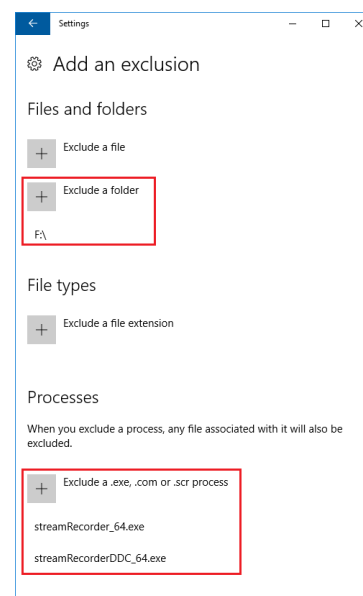 Settings
Add an exclusion
Files and folders
Exclude a file
Exclude a folder
F:\
File types
Exclude a file extension
Processes
When you exclude a process, any file associated with it will also be
excluded.
Exclude a .exe, .com or .scr process
streamRecorder_64.exe
streamRecorderDDC_64.exe